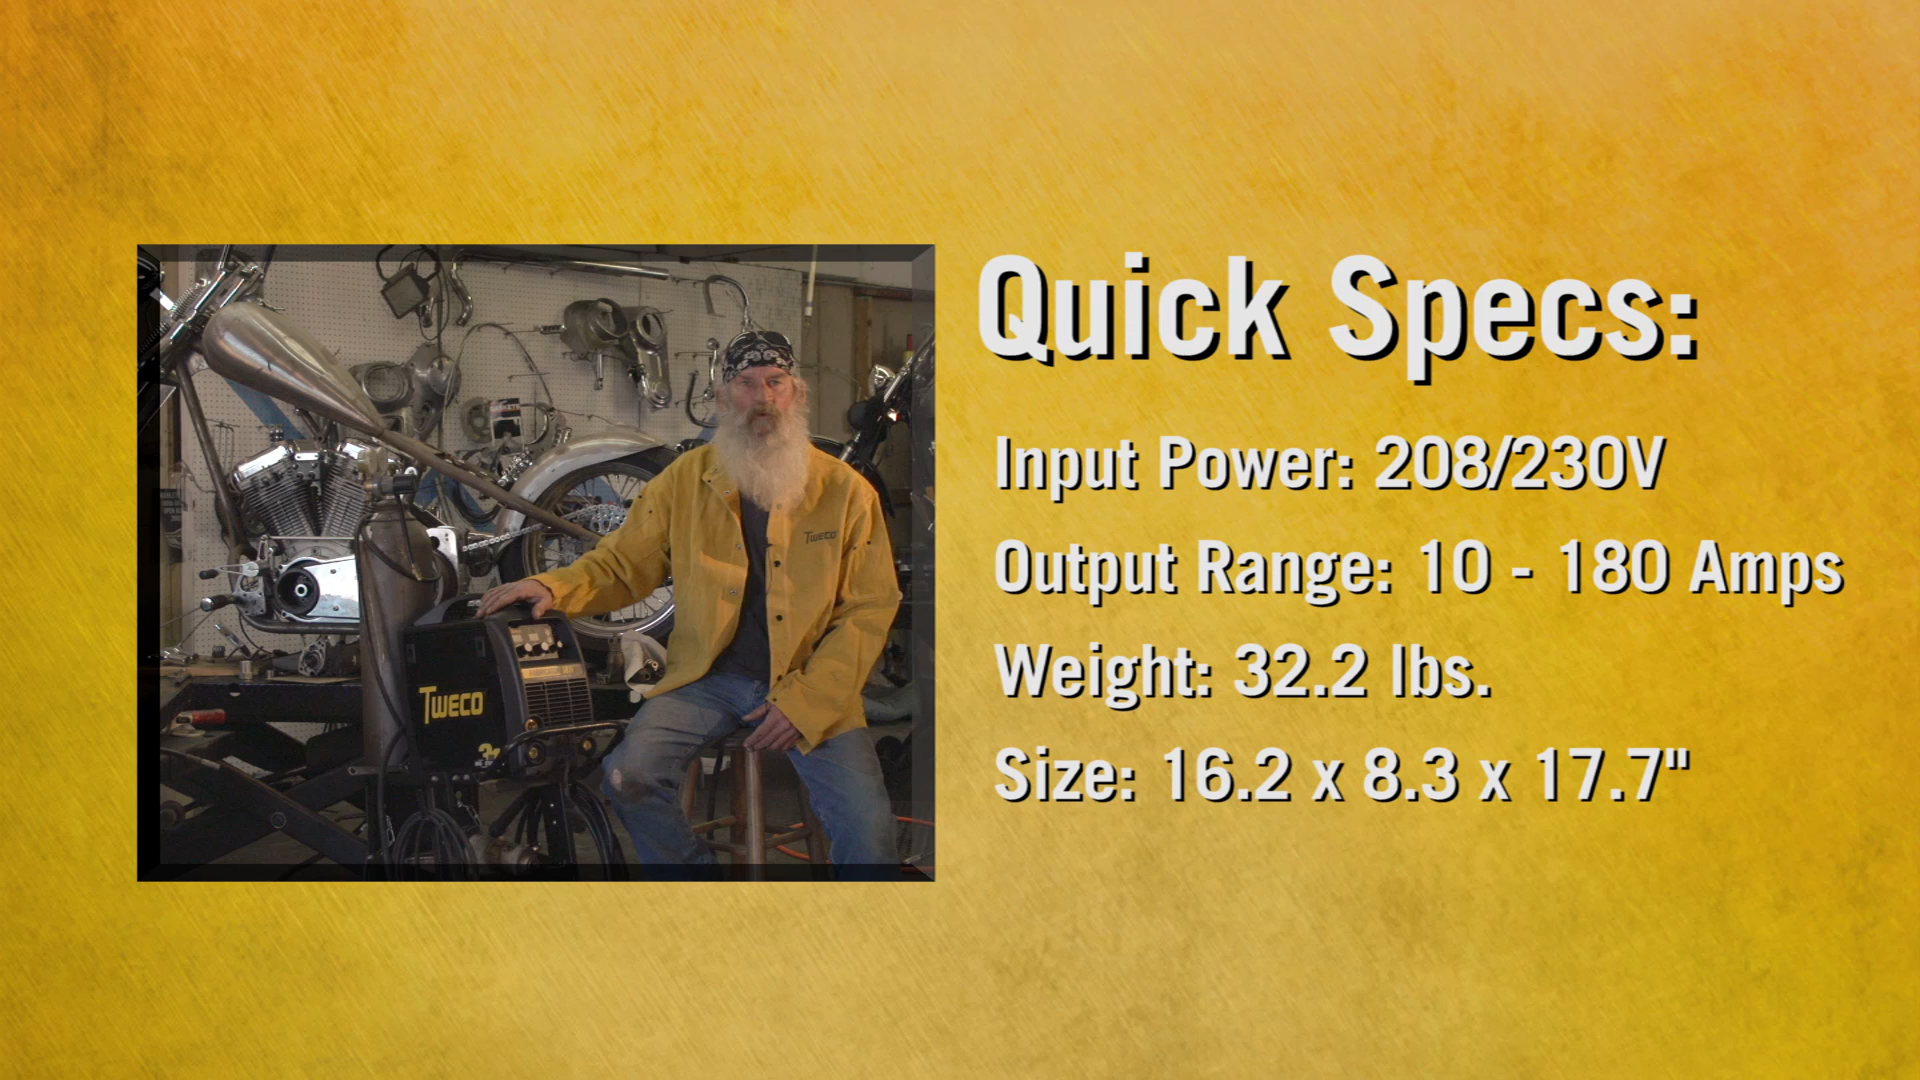 Quick Specs:
Input Power: 208/230V
Output Range: 10 - 180 Amps
Weight: 32.2 lbs.
Size: 16.2 x 8.3 x 17.7"
TWECO
TWECO